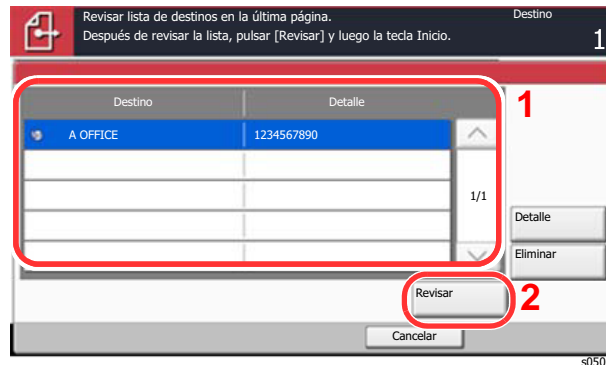 Revisar lista de destinos en la última página.
Después de revisar la lista, pulsar [Revisar] y luego la tecla Inicio.
Destino
1
Destino Detalle
1
A OFFICE 1234567890
1/1
Detalle
Eliminar
Revisar
2
Cancelar
s050